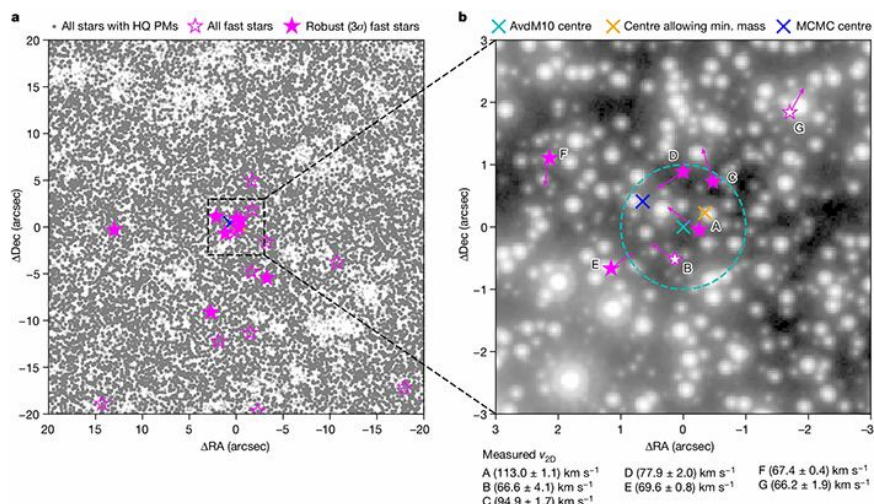 a
· All stars with HQ PMs ☆ All fast stars ★ Robust (3σ) fast stars
20
15
10
5
0
−5
−10
−15
−20
ΔDec (arcsec)
20 15 10 5 0 −5 −10 −15 −20
ΔRA (arcsec)
b
× AvdM10 centre × Centre allowing min. mass × MCMC centre
3
2
1
0
−1
−2
−3
ΔDec (arcsec)
G
F
D
C
A
B
E
3 2 1 0 −1 −2 −3
ΔRA (arcsec)
Measured v2D
A (113.0 ± 1.1) km s−1 D (77.9 ± 2.0) km s−1 F (67.4 ± 0.4) km s−1
B (66.6 ± 4.1) km s−1 E (69.6 ± 0.8) km s−1 G (66.2 ± 1.9) km s−1
C (94.9 ± 1.7) km s−1